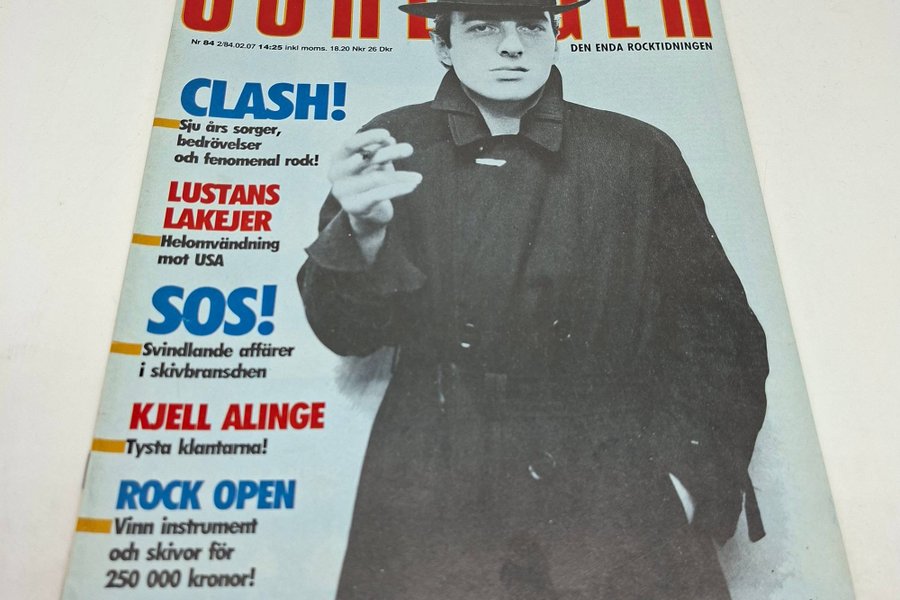 Nr 84 2/84.02.07 14:25 inkl moms. 18.20 Nkr 26 Dkr
DEN ENDA ROCKTIDNINGEN
CLASH!
Sju års sorger,
bedrövelser
och fenomenal rock!
LUSTANS
LAKEJER
Helomvändning
mot USA
SOS!
Svindlande affärer
i skivbranschen
KJELL ALINGE
Tysta klantarna!
ROCK OPEN
Vinn instrument
och skivor för
250 000 kronor!